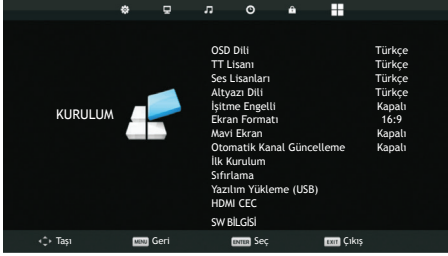 OSD Dili Türkçe
TT Lisanı Türkçe
Ses Lisanları Türkçe
Altyazı Dili Türkçe
KURULUM
İşitme Engelli Kapalı
Ekran Formatı 16:9
Mavi Ekran Kapalı
Otomatik Kanal Güncelleme Kapalı
İlk Kurulum
Sıfırlama
Yazılım Yükleme (USB)
HDMI CEC
SW BİLGİSİ
Taşı MENU Geri ENTER Seç EXIT Çıkış